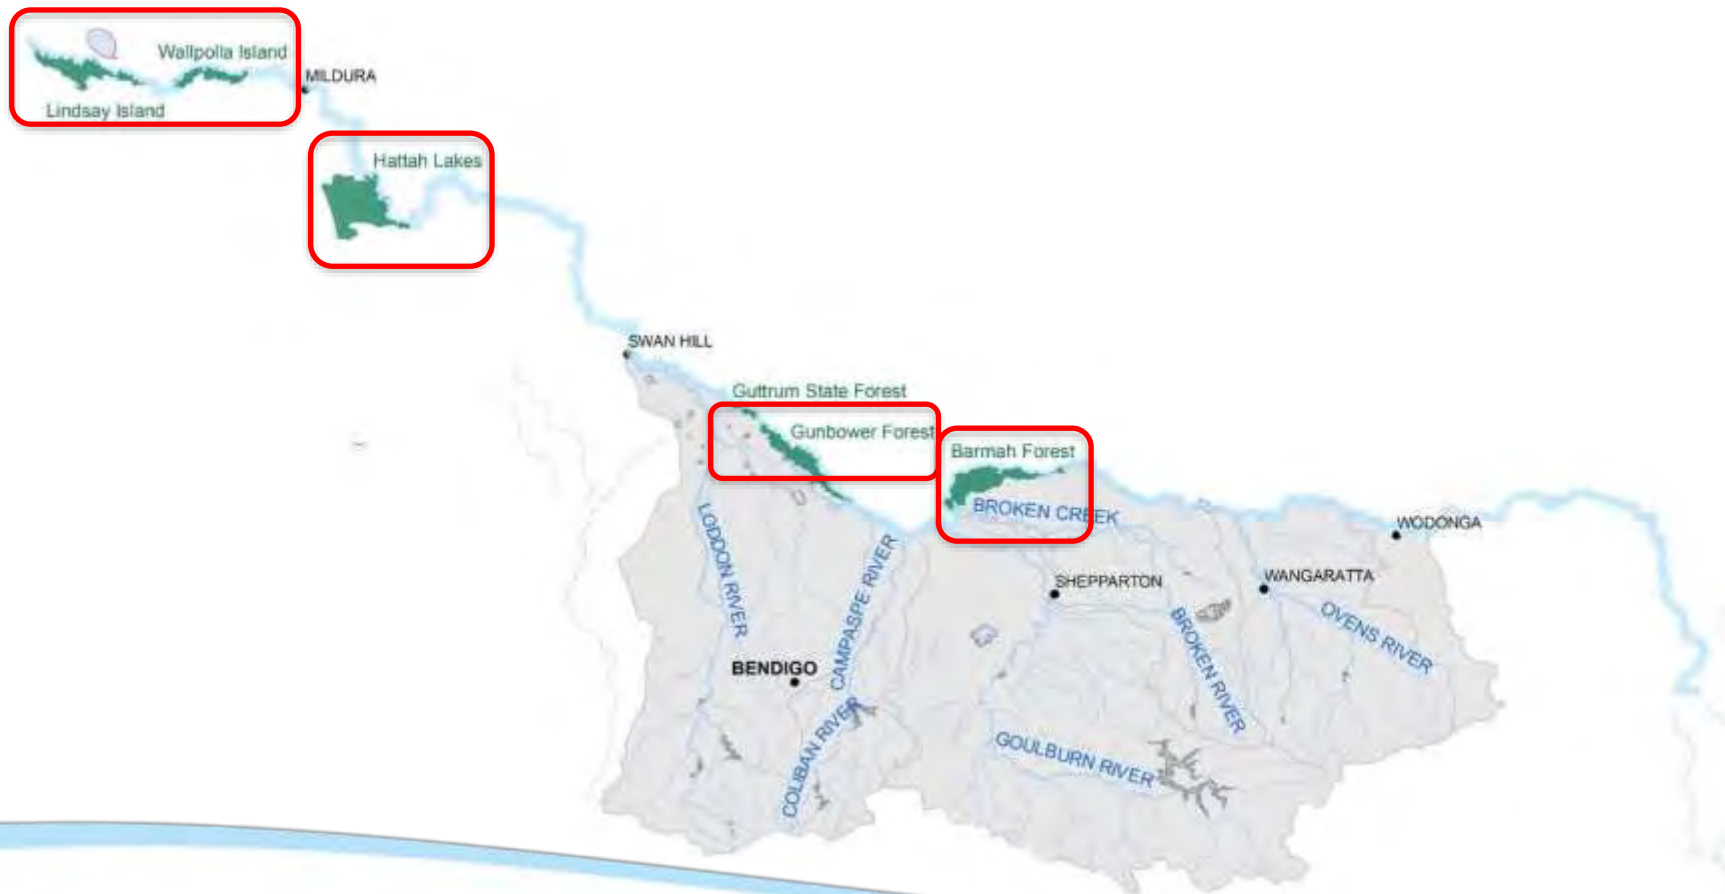 Wallpolla Island
MILDURA
Lindsay Island
Hattah Lakes
SWAN HILL
Guttrum State Forest
Gunbower Forest
Barmah Forest
BROKEN CREEK
LODDON RIVER
CAMPASPE RIVER
WODONGA
SHEPPARTON
WANGARATTA
OVENS RIVER
BROKEN RIVER
BENDIGO
COLIBAN RIVER
GOULBURN RIVER